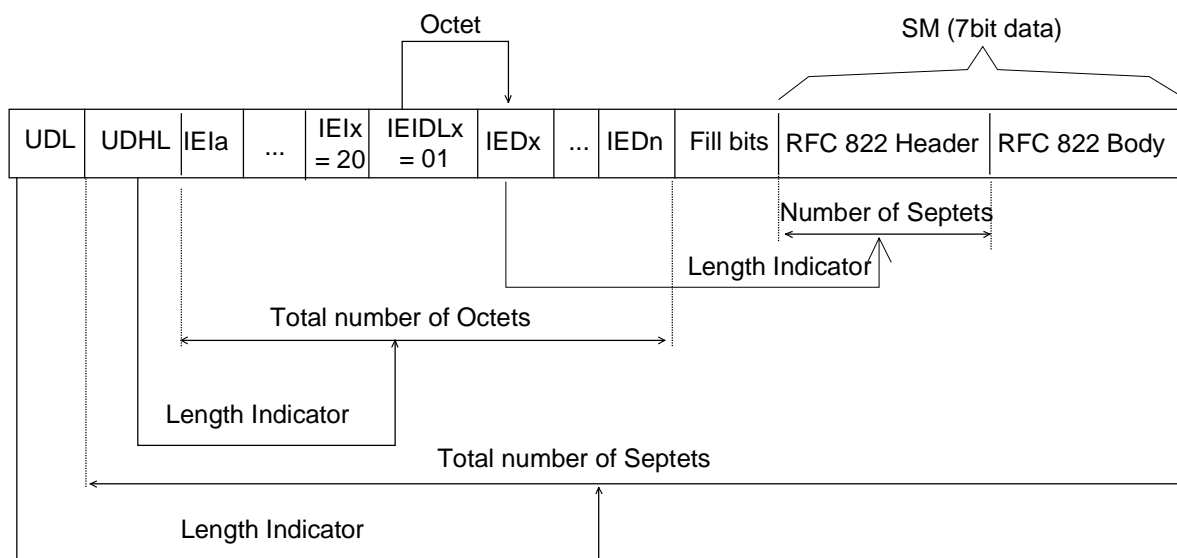 Octet
SM (7bit data)
UDL UDHL IEIa ... IEIx = 20 IEIDLx = 01 IEDx ... IEDn Fill bits RFC 822 Header RFC 822 Body
Number of Septets
Length Indicator
Total number of Octets
Length Indicator
Total number of Septets
Length Indicator